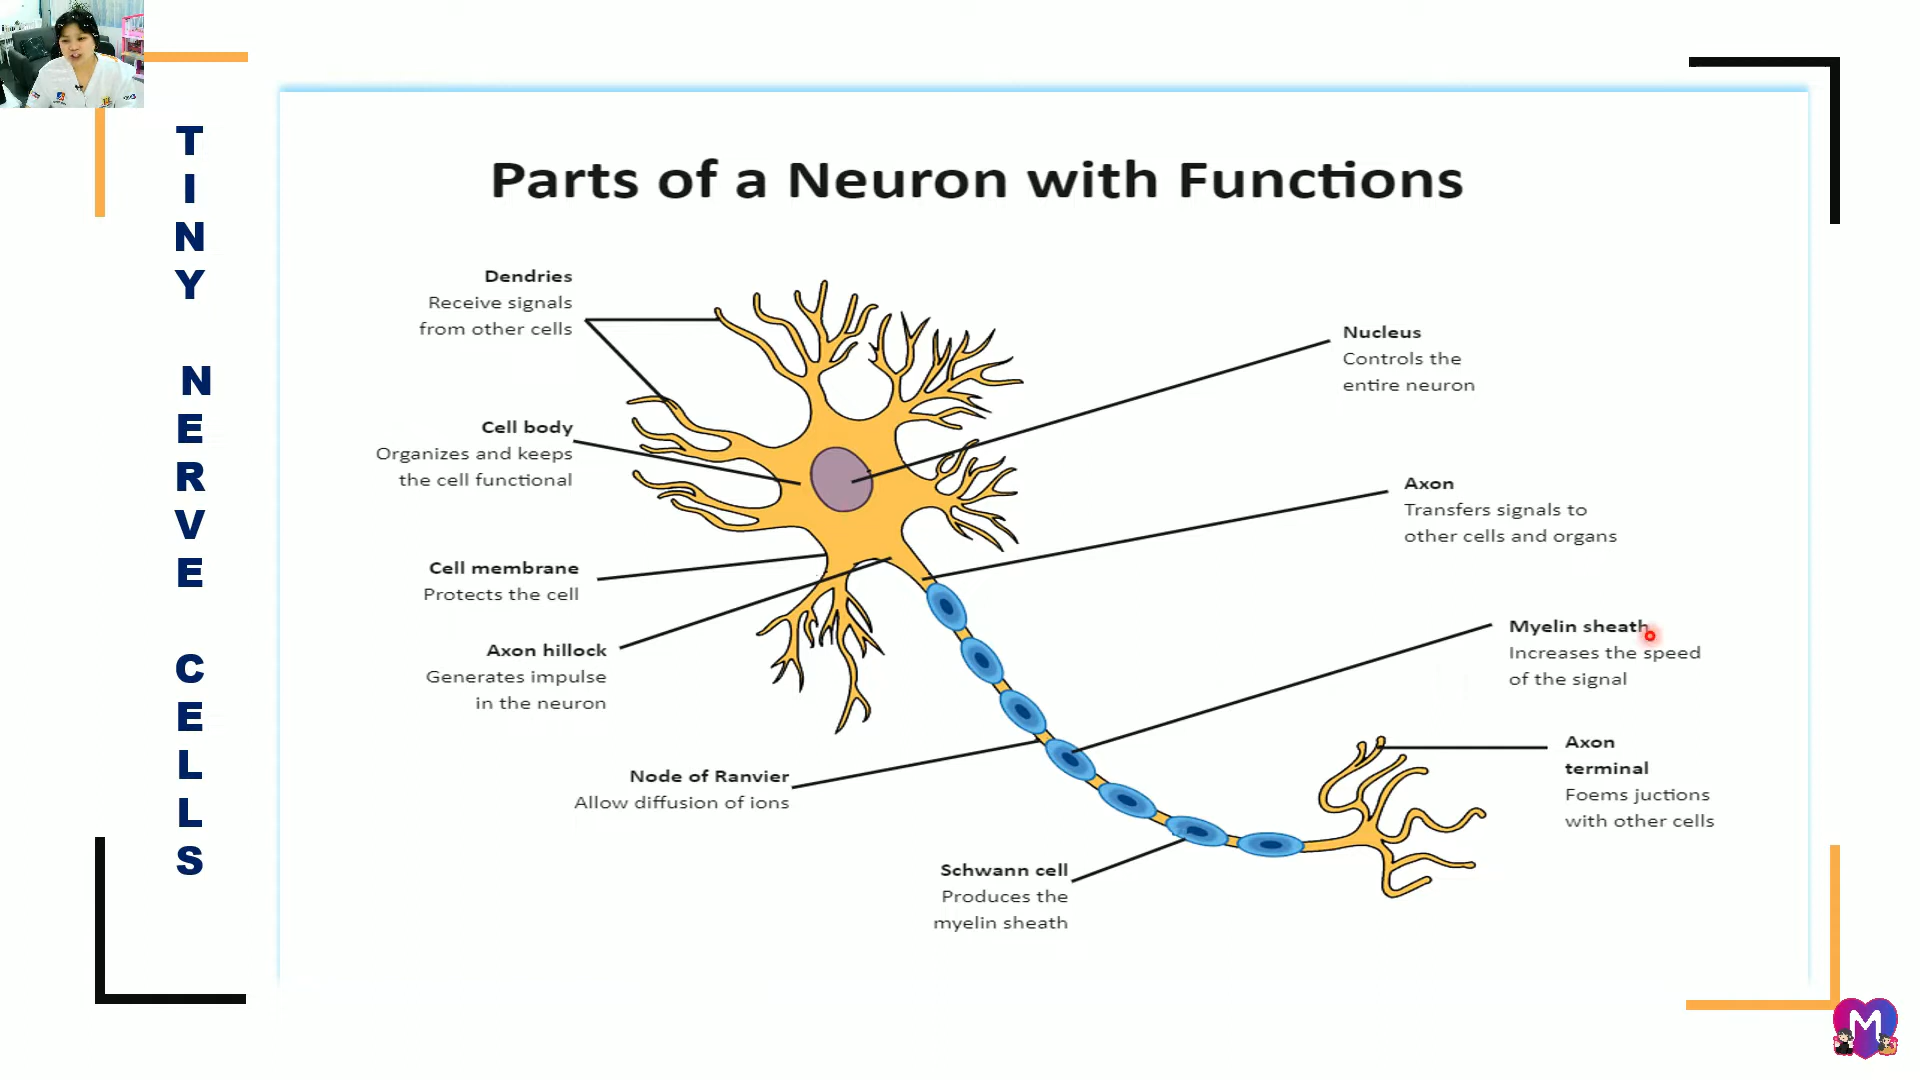 TINY NERVE CELLS
Parts of a Neuron with Functions
Dendries
Receive signals
from other cells
Cell body
Organizes and keeps
the cell functional
Cell membrane
Protects the cell
Axon hillock
Generates impulse
in the neuron
Node of Ranvier
Allow diffusion of ions
Schwann cell
Produces the
myelin sheath
Nucleus
Controls the
entire neuron
Axon
Transfers signals to
other cells and organs
Myelin sheath
Increases the speed
of the signal
Axon
terminal
Foems juctions
with other cells
M